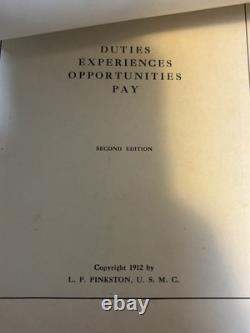 DUTIES
EXPERIENCES
OPPORTUNITIES
PAY
SECOND EDITION
Copyright 1912 by
L. F. PINKSTON, U. S. M. C.